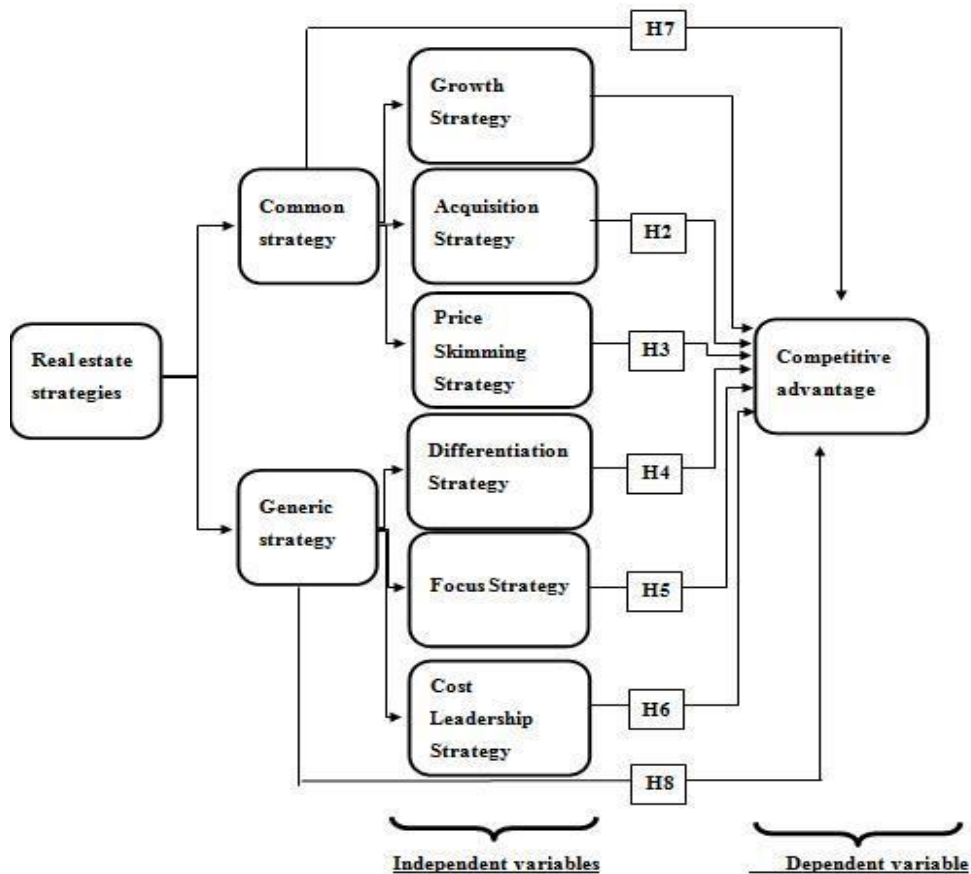 H7
Growth
Strategy
Common
strategy
Acquisition
Strategy
H2
Price
Skimming
Strategy
H3
Real estate
strategies
Competitive
advantage
Differentiation
Strategy
H4
Generic
strategy
Focus Strategy
H5
Cost
Leadership
Strategy
H6
H8
Independent variables
Dependent variable